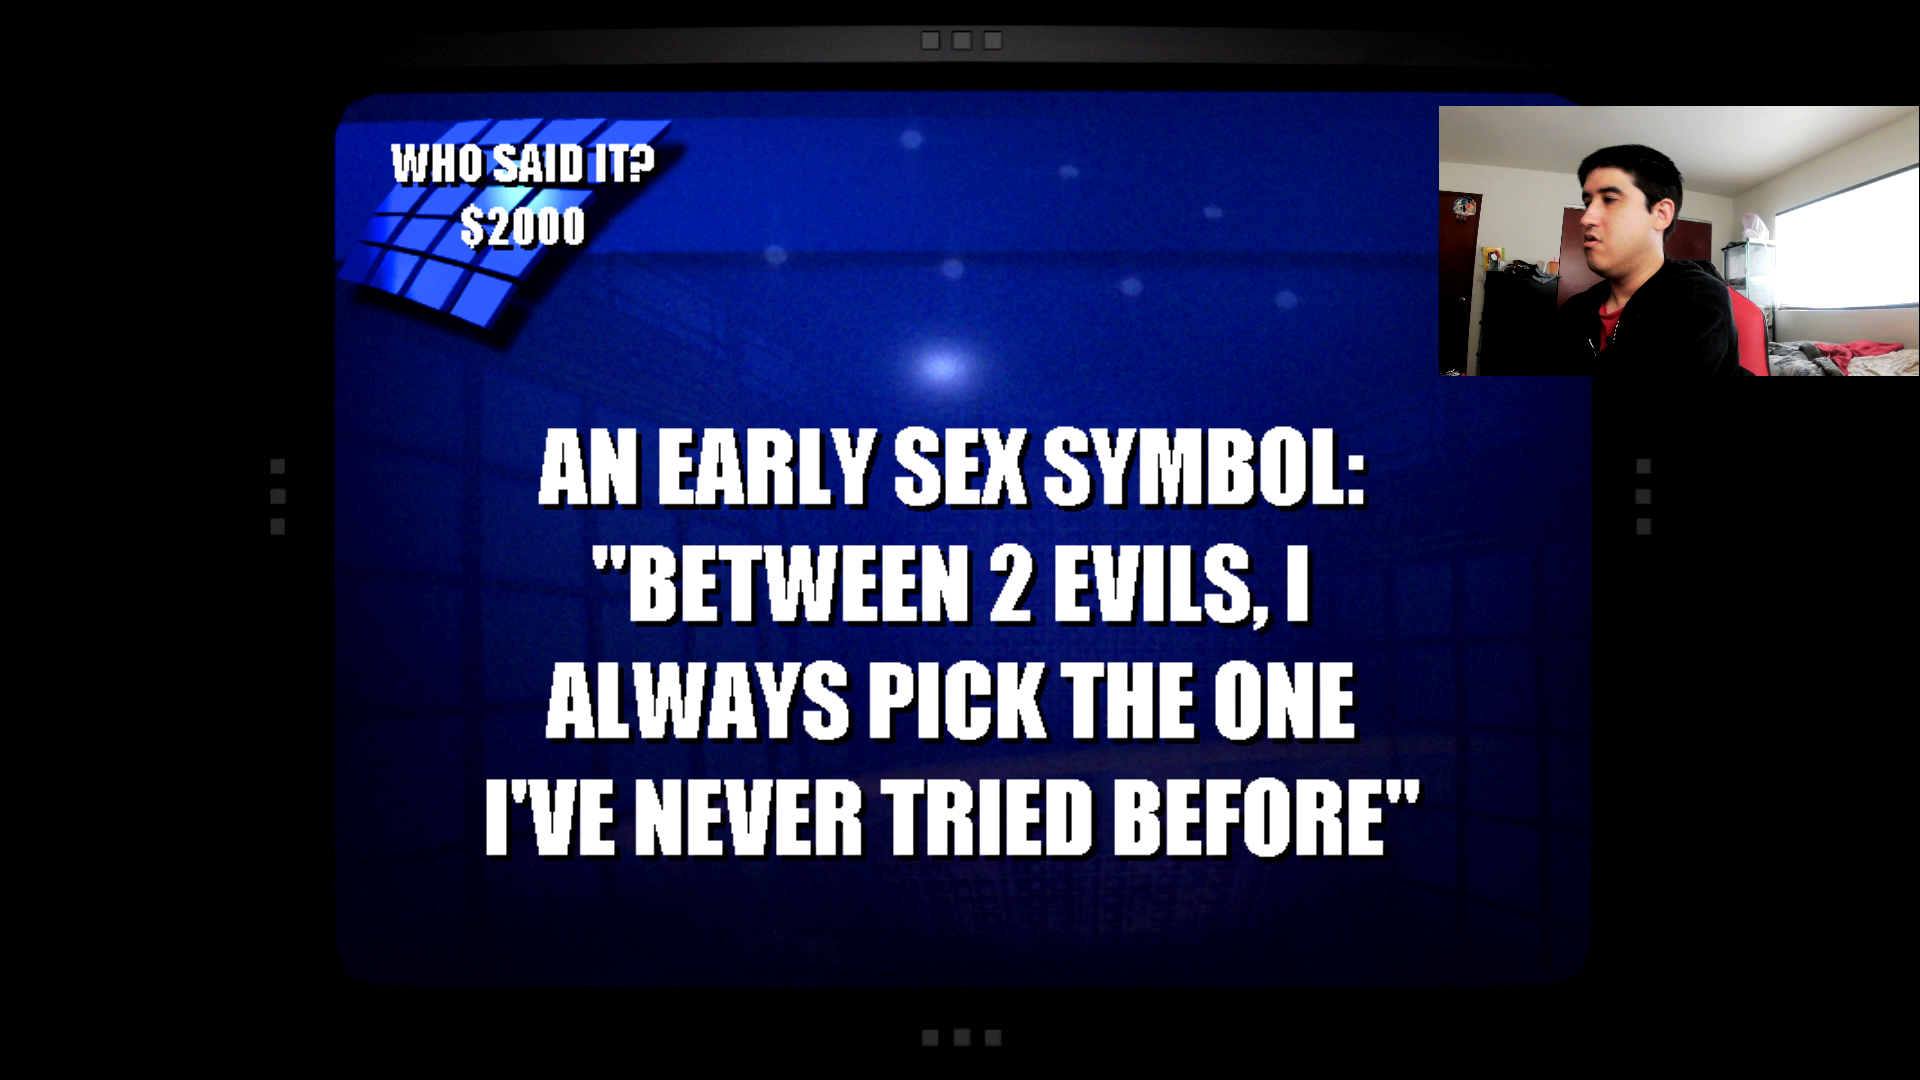 WHO SAID IT?
$2000
AN EARLY SEX SYMBOL:
"BETWEEN 2 EVILS, I
ALWAYS PICK THE ONE
I'VE NEVER TRIED BEFORE"